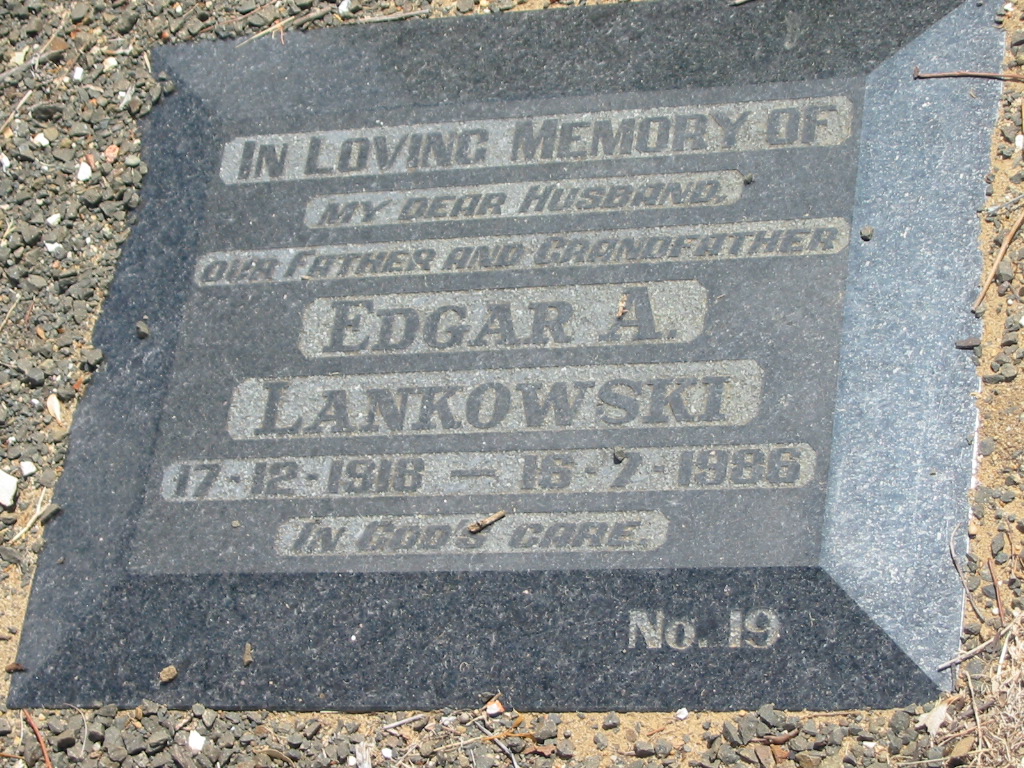 In Loving Memory of
my dear Husband,
our Father and Grandfather
Edgar A.
Lankowski
17-12-1918 — 15-7-1986
In God's care.
No. 19